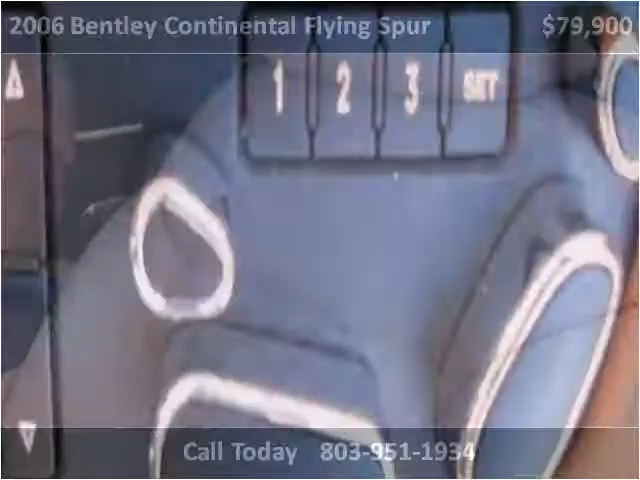 2006 Bentley Continental Flying Spur $79,900
1 2 3 SET
Call Today 803-951-1934